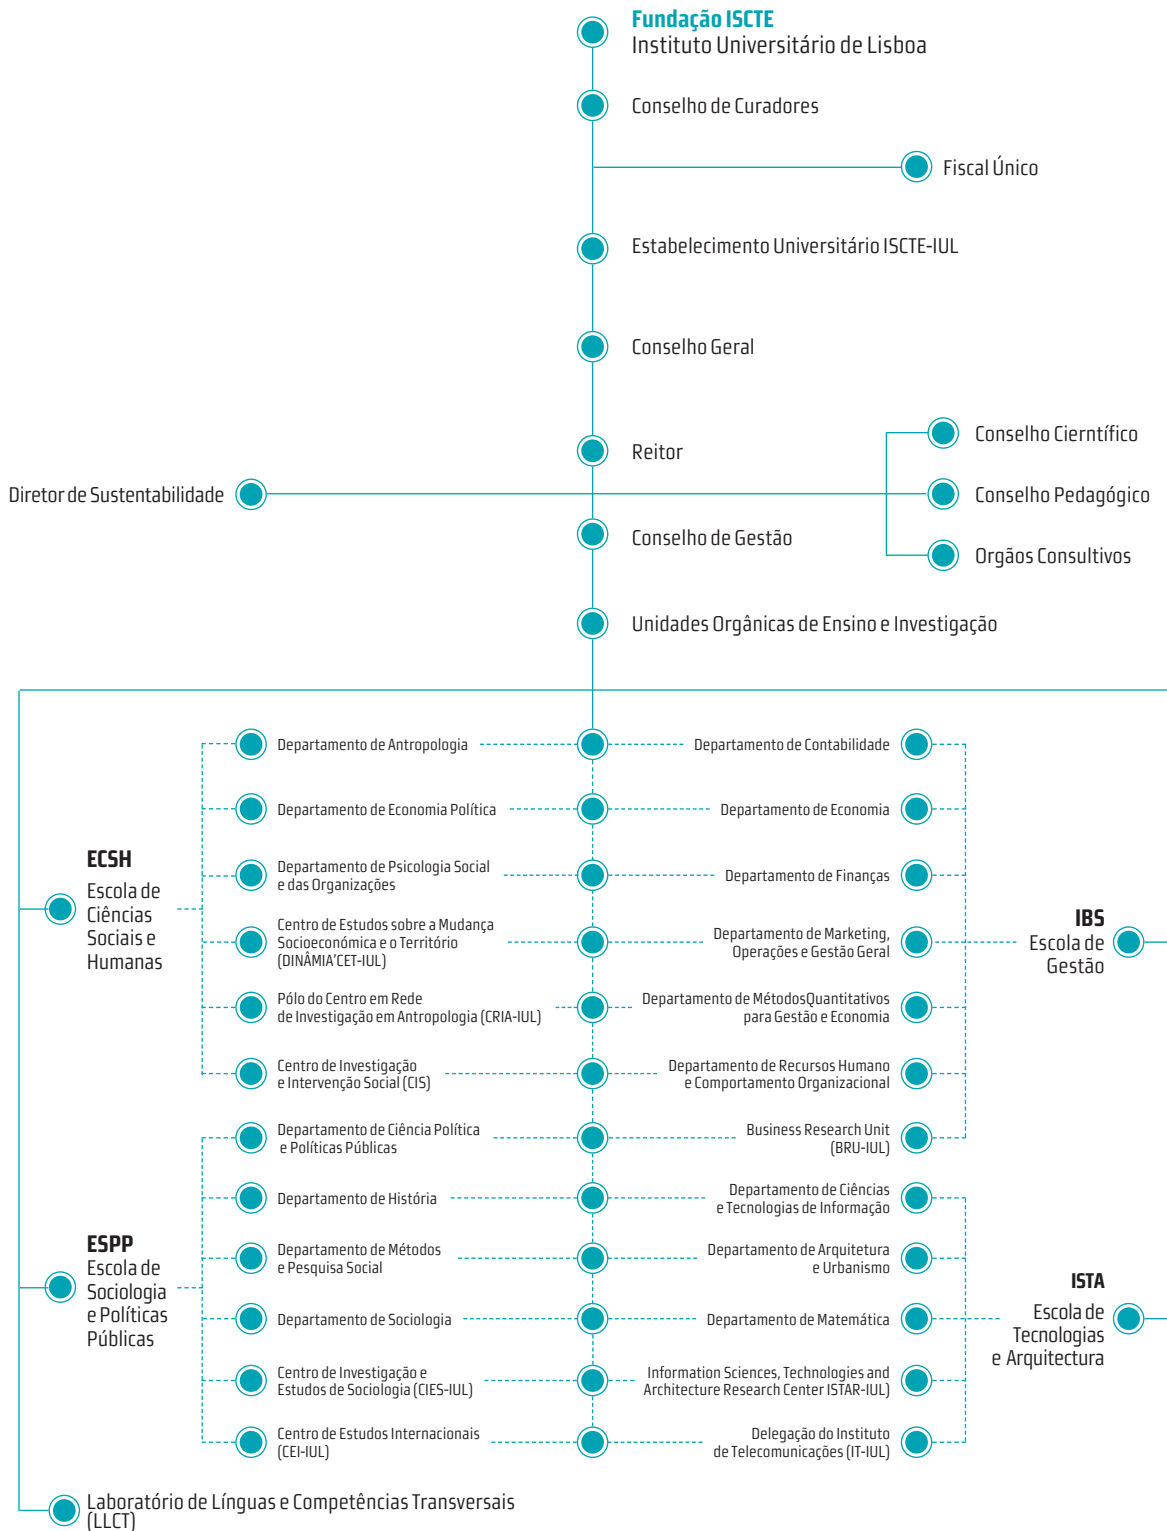 Fundação ISCTE
Instituto Universitário de Lisboa
Conselho de Curadores
Fiscal Único
Estabelecimento Universitário ISCTE-IUL
Conselho Geral
Reitor
Conselho Cierntífico
Diretor de Sustentabilidade
Conselho Pedagógico
Conselho de Gestão
Orgãos Consultivos
Unidades Orgânicas de Ensino e Investigação
ECSH
Escola de
Ciências
Sociais e
Humanas
Departamento de Antropologia
Departamento de Economia Política
Departamento de Psicologia Social
e das Organizações
Centro de Estudos sobre a Mudança
Socioeconómica e o Território
(DINÂMIA'CET-IUL)
Pólo do Centro em Rede
de Investigação em Antropologia (CRIA-IUL)
Centro de Investigação
e Intervenção Social (CIS)
Departamento de Contabilidade
Departamento de Economia
Departamento de Finanças
Departamento de Marketing,
Operações e Gestão Geral
Departamento de MétodosQuantitativos
para Gestão e Economia
Departamento de Recursos Humano
e Comportamento Organizacional
Business Research Unit
(BRU-IUL)
IBS
Escola de
Gestão
ESPP
Escola de
Sociologia
e Políticas
Públicas
Departamento de Ciência Política
e Políticas Públicas
Departamento de História
Departamento de Métodos
e Pesquisa Social
Departamento de Sociologia
Centro de Investigação e
Estudos de Sociologia (CIES-IUL)
Centro de Estudos Internacionais
(CEI-IUL)
Departamento de Ciências
e Tecnologias de Informação
Departamento de Arquitetura
e Urbanismo
Departamento de Matemática
Information Sciences, Technologies and
Architecture Research Center ISTAR-IUL)
Delegação do Instituto
de Telecomunicações (IT-IUL)
ISTA
Escola de
Tecnologias
e Arquitectura
Laboratório de Línguas e Competências Transversais
(LLCT)